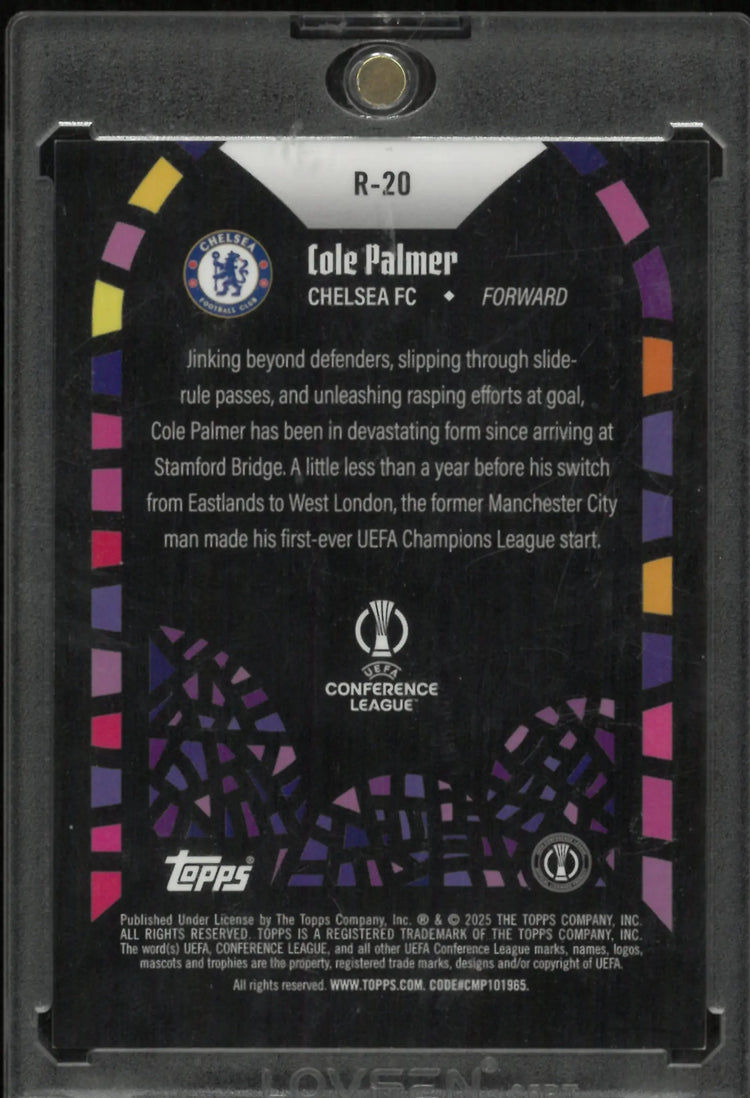 R-20
CHELSEA
FOOTBALL CLUB
Cole Palmer
CHELSEA FC ◆ FORWARD
Jinking beyond defenders, slipping through slide-
rule passes, and unleashing rasping efforts at goal,
Cole Palmer has been in devastating form since arriving at
Stamford Bridge. A little less than a year before his switch
from Eastlands to West London, the former Manchester City
man made his first-ever UEFA Champions League start.
UEFA
CONFERENCE
LEAGUE™
Topps®
Published Under License by The Topps Company, Inc. ® & © 2025 THE TOPPS COMPANY, INC.
ALL RIGHTS RESERVED. TOPPS IS A REGISTERED TRADEMARK OF THE TOPPS COMPANY, INC.
The word(s) UEFA, CONFERENCE LEAGUE, and all other UEFA Conference League marks, names, logos,
mascots and trophies are the property, registered trade marks, designs and/or copyright of UEFA.
All rights reserved. WWW.TOPPS.COM. CODE#CMP101965.